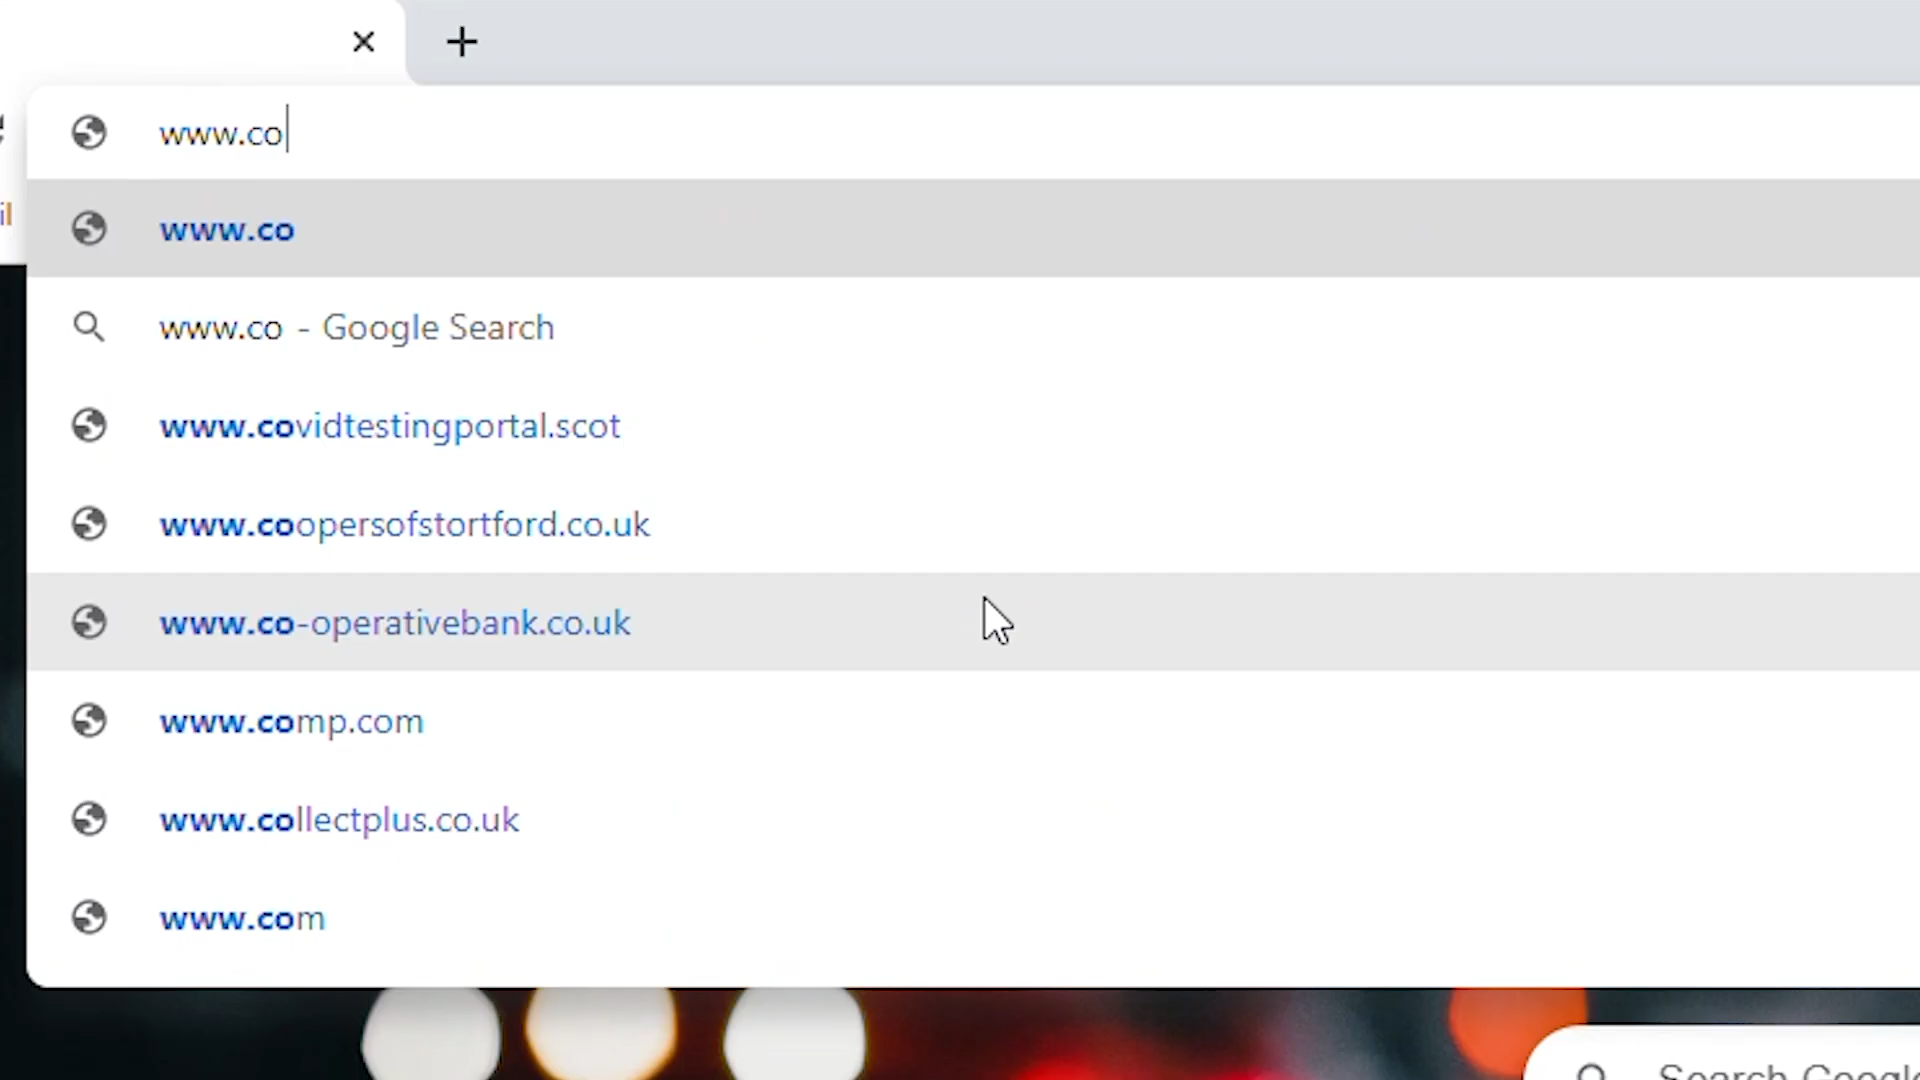 www.co
il
www.co
www.co - Google Search
www.covidtestingportal.scot
www.coopersofstortford.co.uk
www.co-operativebank.co.uk
www.comp.com
www.collectplus.co.uk
www.com
Search Google